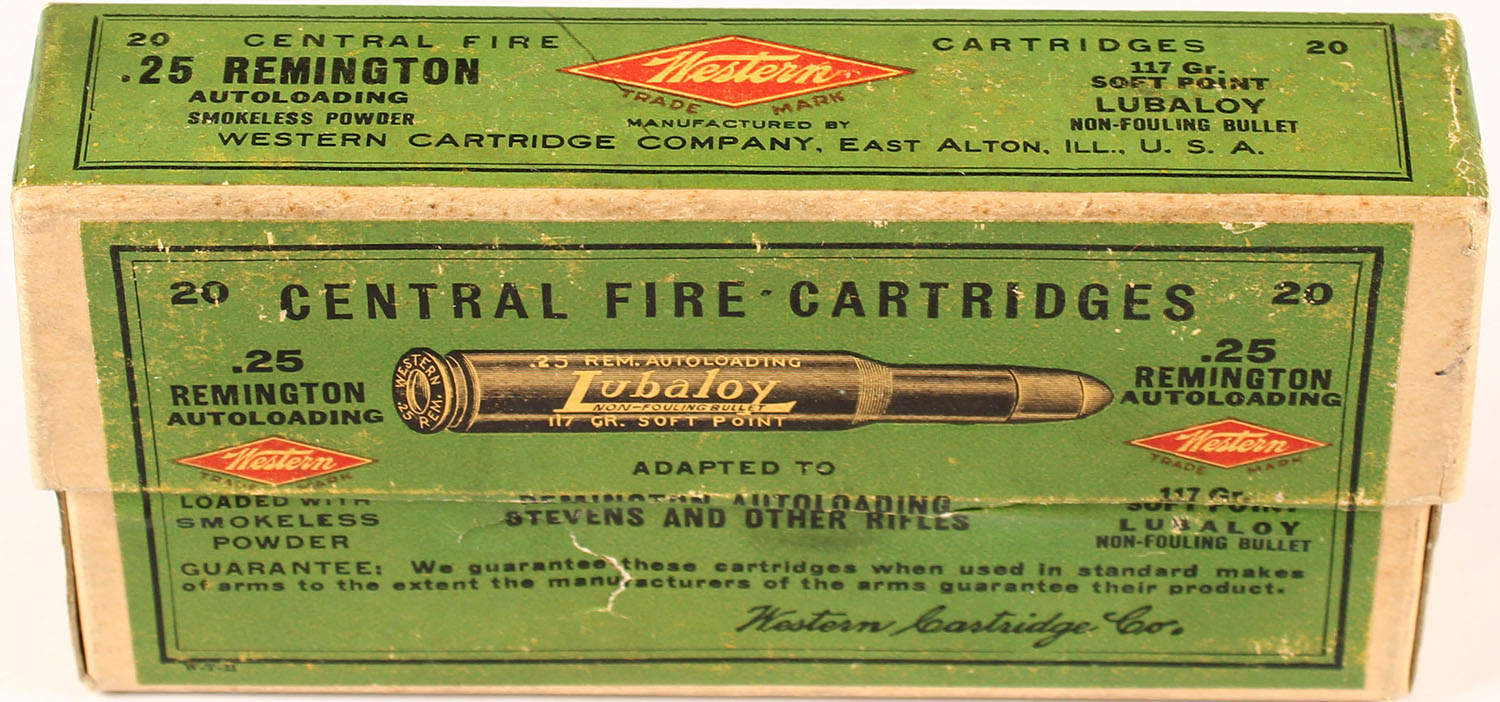 20 CENTRAL FIRE CARTRIDGES 20
.25 REMINGTON
AUTOLOADING
SMOKELESS POWDER
Western
TRADE MARK
117 Gr.
SOFT POINT
LUBALOY
NON-FOULING BULLET
MANUFACTURED BY
WESTERN CARTRIDGE COMPANY, EAST ALTON, ILL., U. S. A.
20 CENTRAL FIRE CARTRIDGES 20
.25
REMINGTON
AUTOLOADING
WESTERN
25 REM.
.25 REM. AUTOLOADING
Lubaloy
NON-FOULING BULLET
117 GR. SOFT POINT
.25
REMINGTON
AUTOLOADING
Western
TRADE MARK
LOADED WITH
SMOKELESS
POWDER
ADAPTED TO
REMINGTON AUTOLOADING
STEVENS AND OTHER RIFLES
Western
TRADE MARK
117 Gr.
SOFT POINT
LUBALOY
NON-FOULING BULLET
GUARANTEE: We guarantee these cartridges when used in standard makes
of arms to the extent the manufacturers of the arms guarantee their product.
Western Cartridge Co.